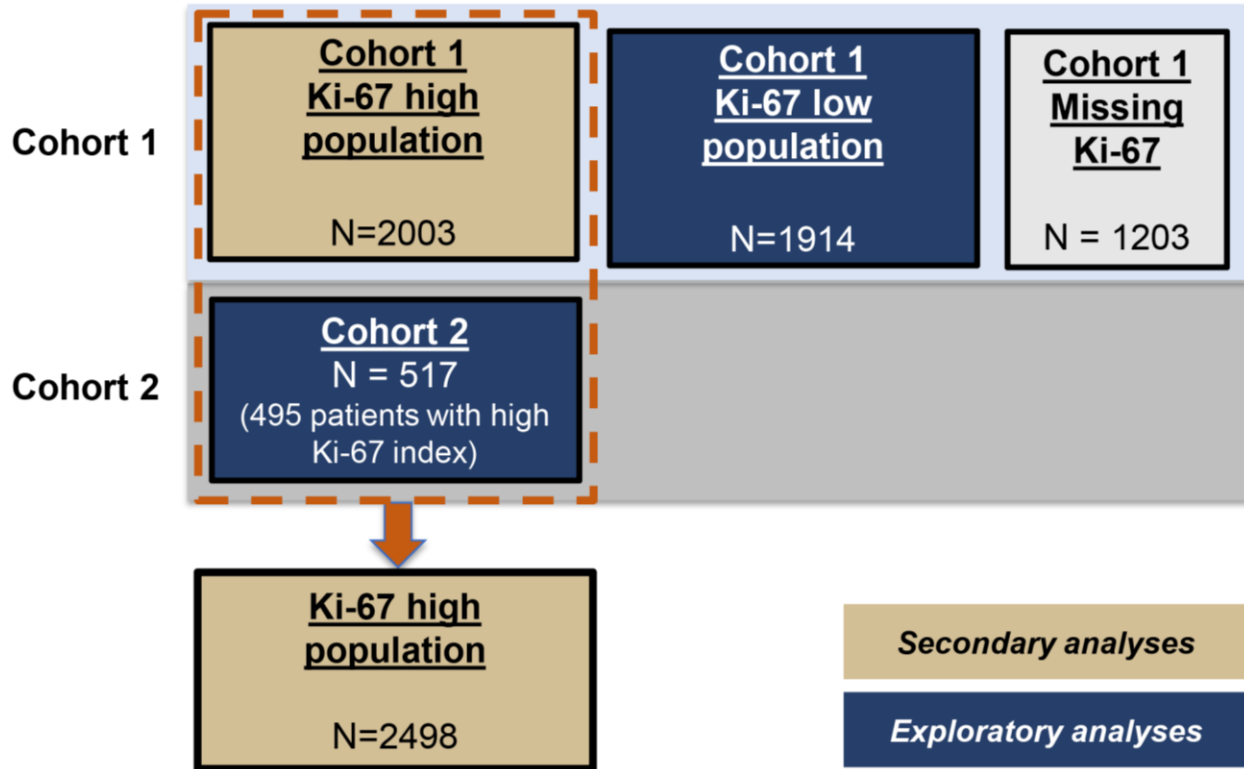 Cohort 1
Cohort 1
Ki-67 high
population
N=2003
Cohort 1
Ki-67 low
population
N=1914
Cohort 1
Missing
Ki-67
N = 1203
Cohort 2
Cohort 2
N = 517
(495 patients with high
Ki-67 index)
Ki-67 high
population
N=2498
Secondary analyses
Exploratory analyses